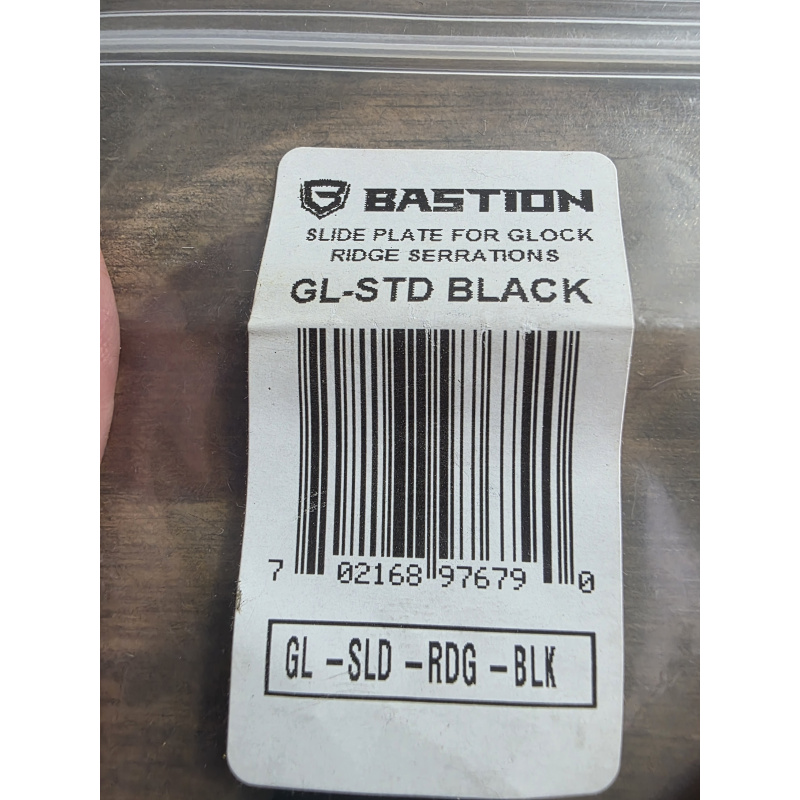 BASTION
SLIDE PLATE FOR GLOCK
RIDGE SERRATIONS
GL-STD BLACK
7 02168 97679 0
GL-SLD-RDG-BLK